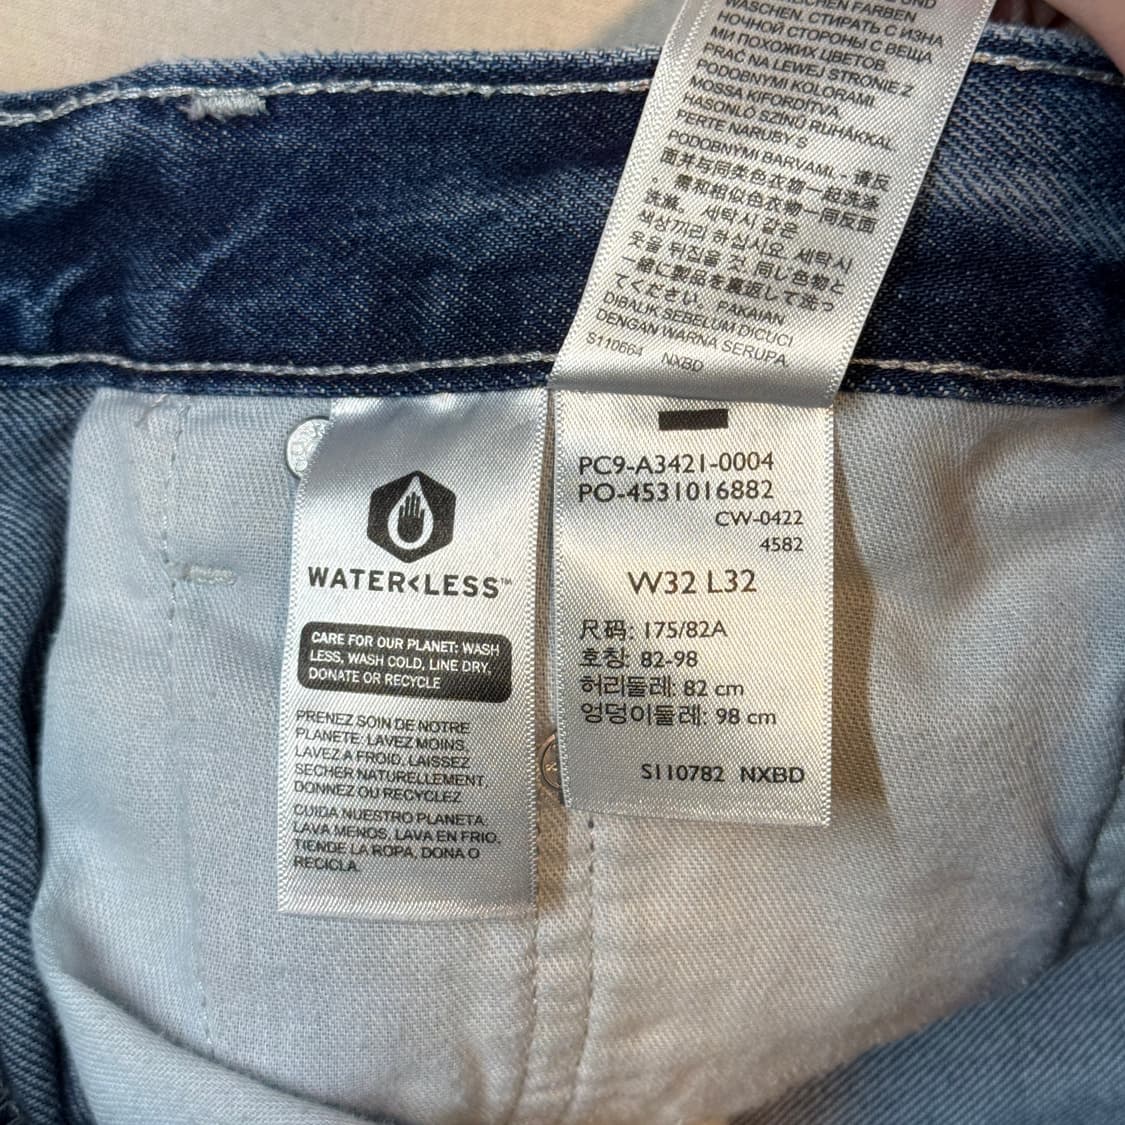 WASCHEN. СТИРАТЬ С ИЗНА
НОЧНОЙ СТОРОНЫ С ВЕЩА
МИ ПОХОЖИХ ЦВЕТОВ.
PRAĆ NA LEWEJ STRONIE Z
PODOBNYMI KOLORAMI.
MOSSA KIFORDÍTVA,
HASONLÓ SZÍNŰ RUHÁKKAL.
PERTE NARUBY S
PODOBNÝMI BARVAMI. 请反
面并与同类色衣物一起洗涤
需和相似色衣物一同反面
洗滌。 세탁시 같은
색상끼리 하십시오. 세탁시
옷을 뒤집을 것. 同じ色物と
一緒に製品を裏返して洗っ
てください。 PAKAIAN
DIBALIK SEBELUM DICUCI
DENGAN WARNA SERUPA.
S110664 NXBD
PC9-A3421-0004
PO-4531016882
CW-0422
4582
W32 L32
尺码: 175/82A
호칭: 82-98
허리둘레: 82 cm
엉덩이둘레: 98 cm
S110782 NXBD
WATER<LESS™
CARE FOR OUR PLANET: WASH
LESS, WASH COLD, LINE DRY,
DONATE OR RECYCLE
PRENEZ SOIN DE NOTRE
PLANETE: LAVEZ MOINS,
LAVEZ A FROID, LAISSEZ
SECHER NATURELLEMENT,
DONNEZ OU RECYCLEZ
CUIDA NUESTRO PLANETA:
LAVA MENOS, LAVA EN FRIO,
TIENDE LA ROPA, DONA O
RECICLA.